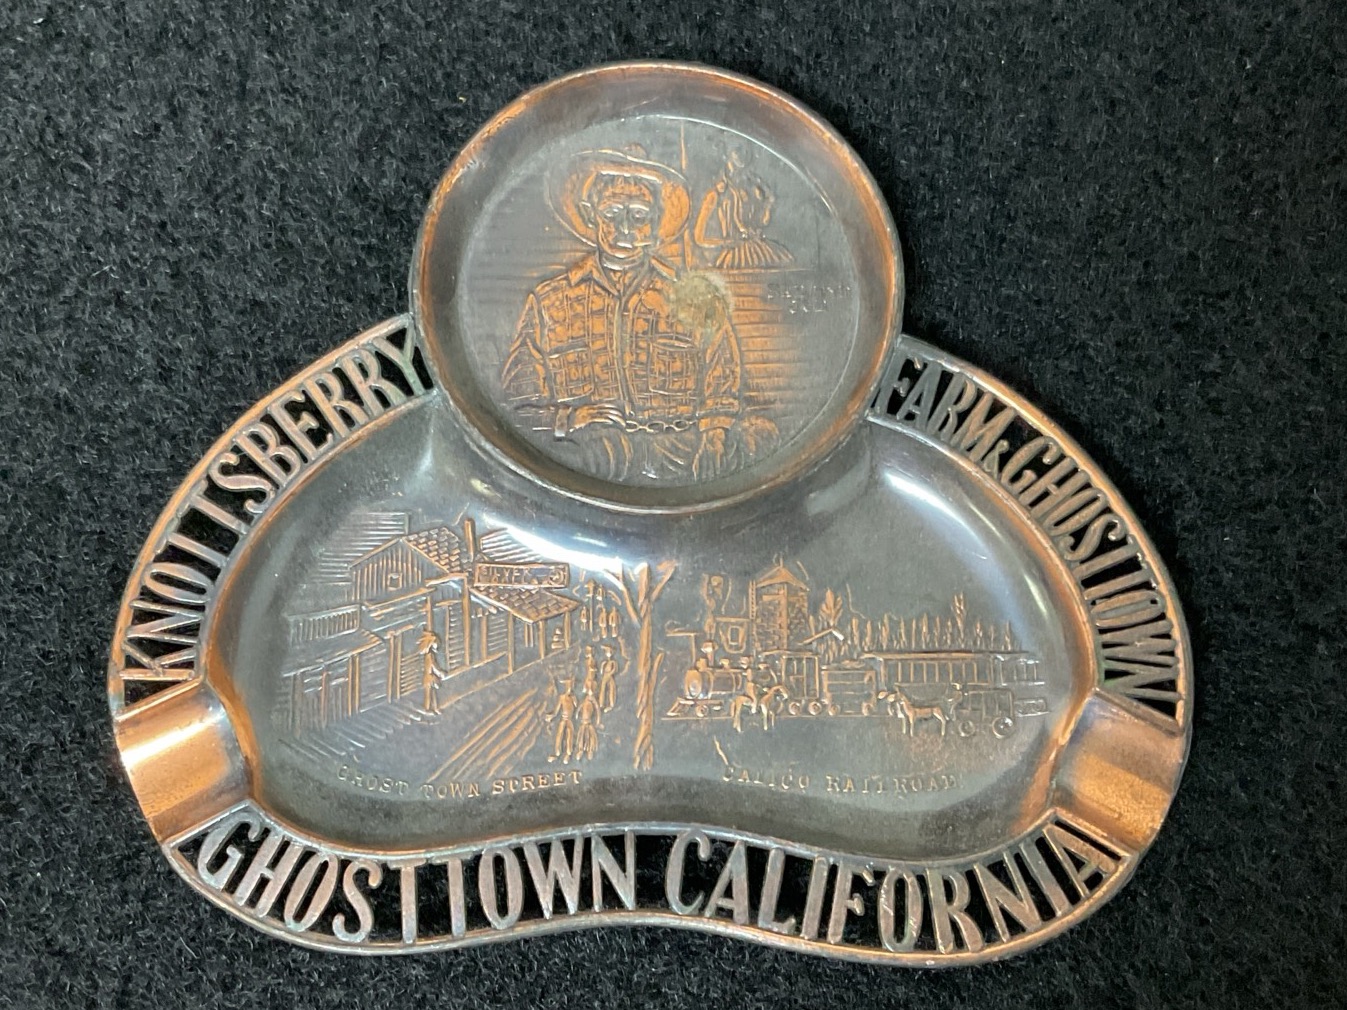 KNOTTSBERRY
FARM & GHOSTTOWN
GHOST TOWN STREET
CALICO RAILROAD
GHOSTTOWN CALIFORNIA